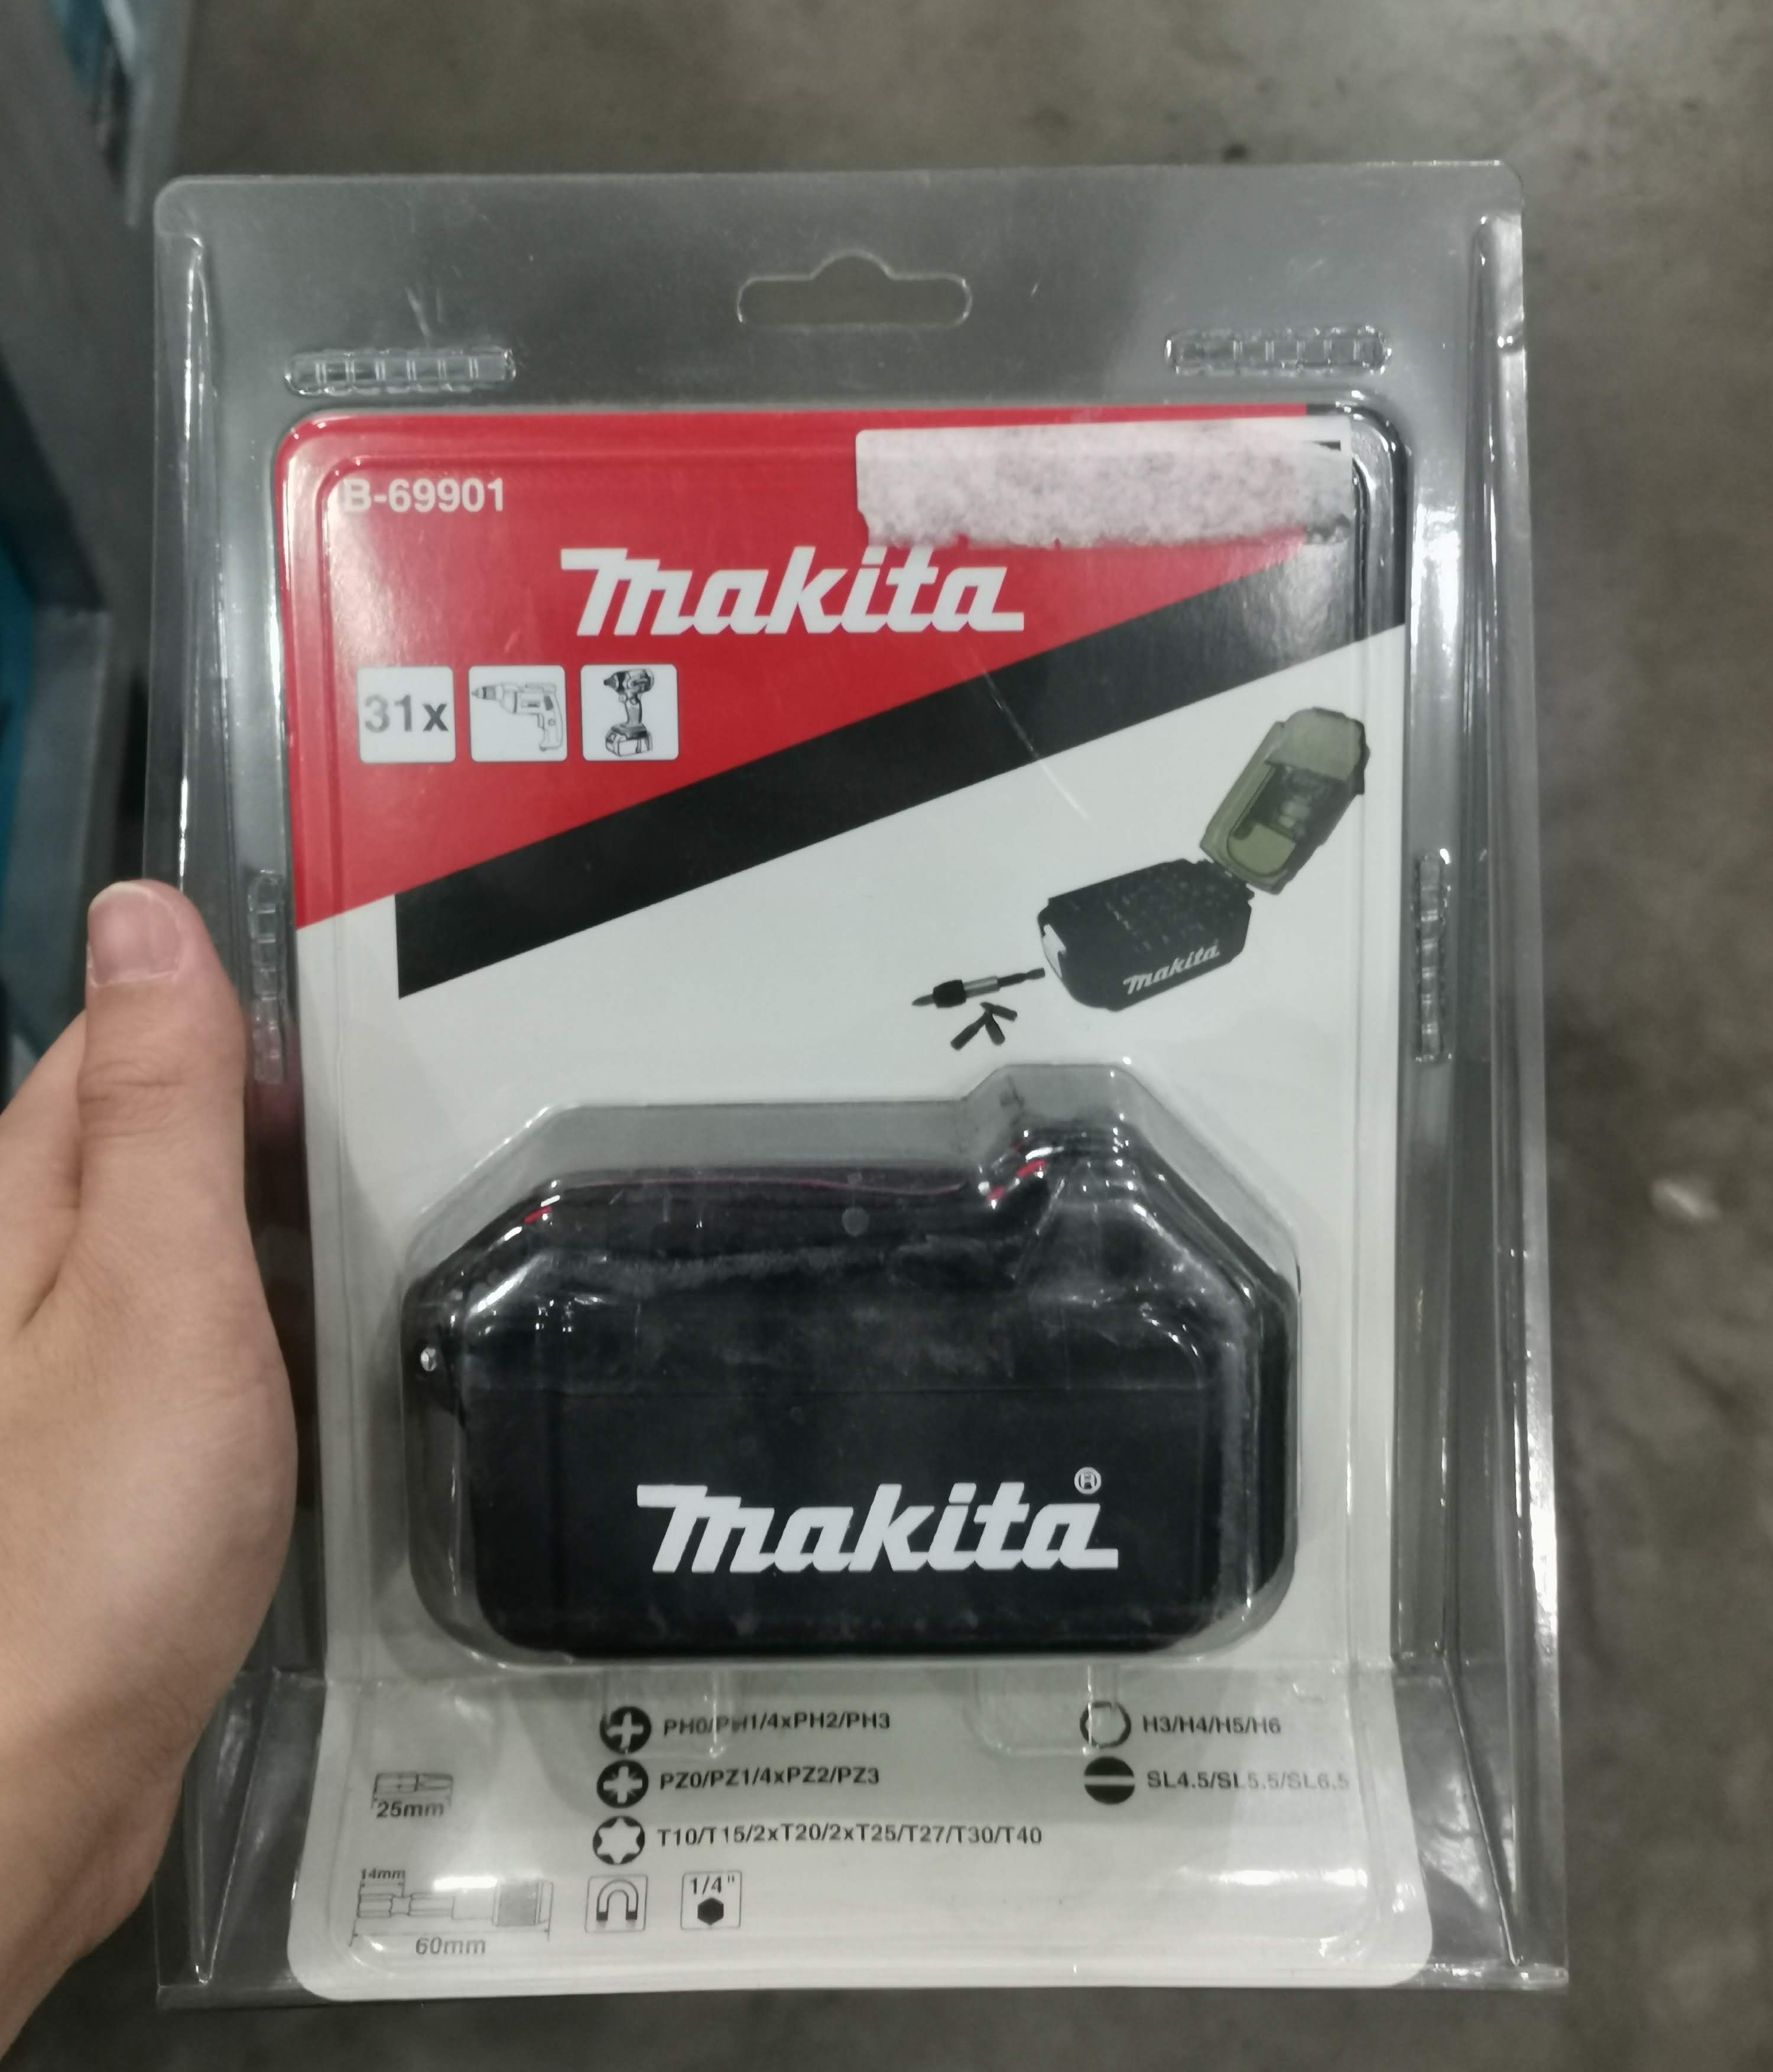 B-69901
makita
31x
makita
makita®
PH0/PH1/4xPH2/PH3
H3/H4/H5/H6
PZ0/PZ1/4xPZ2/PZ3
SL4.5/SL5.5/SL6.5
25mm
T10/T15/2xT20/2xT25/T27/T30/T40
14mm
1/4"
60mm